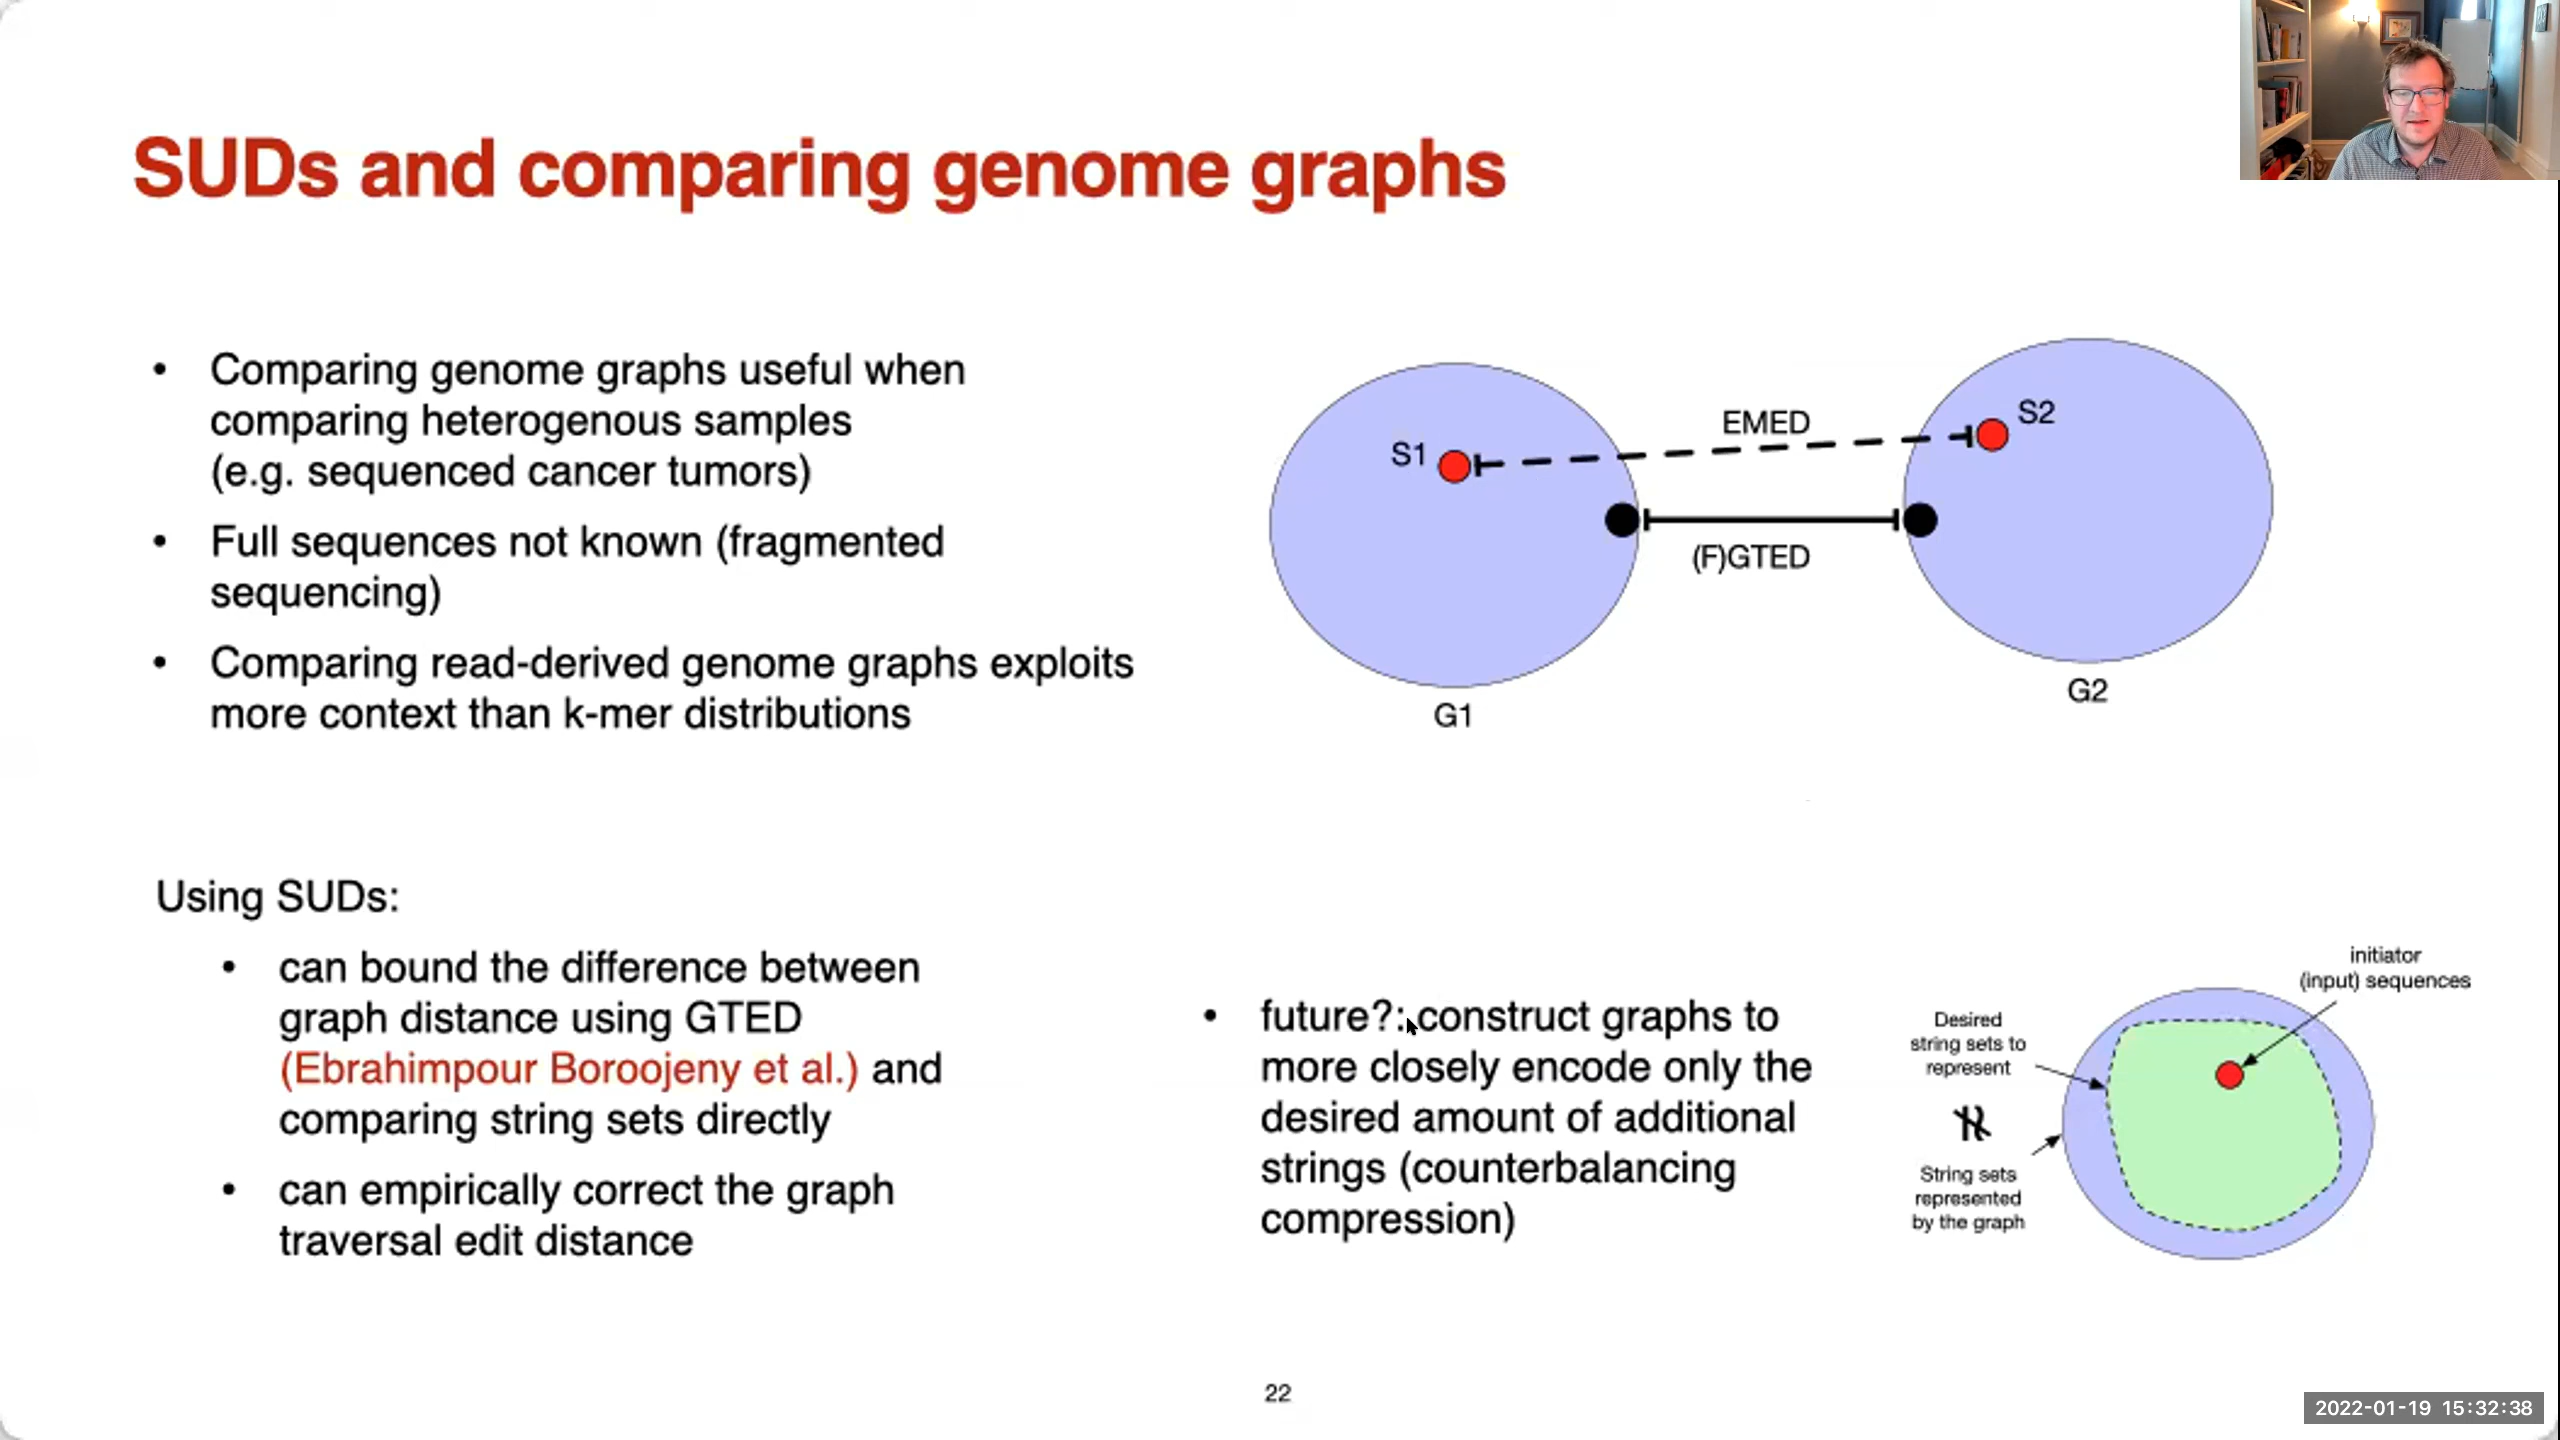 SUDs and comparing genome graphs
• Comparing genome graphs useful when
comparing heterogenous samples
(e.g. sequenced cancer tumors)
• Full sequences not known (fragmented
sequencing)
• Comparing read-derived genome graphs exploits
more context than k-mer distributions
EMED
S1
S2
(F)GTED
G1
G2
Using SUDs:
• can bound the difference between
graph distance using GTED
(Ebrahimpour Boroojeny et al.) and
comparing string sets directly
• can empirically correct the graph
traversal edit distance
• future?: construct graphs to
more closely encode only the
desired amount of additional
strings (counterbalancing
compression)
initiator
(input) sequences
Desired
string sets to
represent
String sets
represented
by the graph
22
2022-01-19 15:32:38